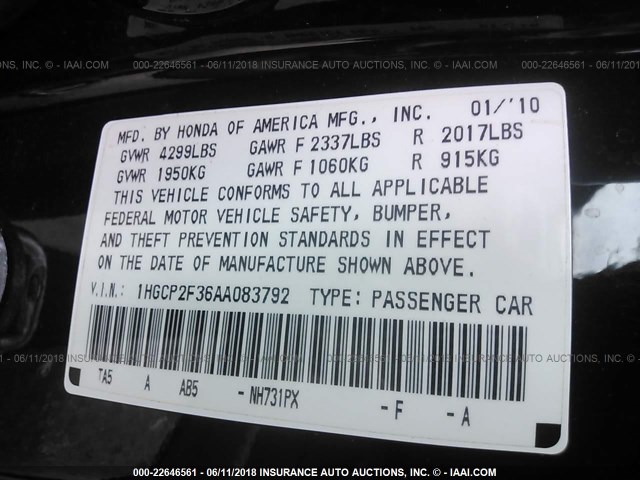 TIONS, INC. - © IAAI.COM
000-22646561 - 06/11/2018 INSURANCE AUTO AUCTIONS, INC. - © IAAI.COM
000-22646561 - 06/11/2018 INSU
MFD. BY HONDA OF AMERICA MFG., INC. 01/'10
GVWR 4299LBS GAWR F 2337LBS R 2017LBS
GVWR 1950KG GAWR F 1060KG R 915KG
THIS VEHICLE CONFORMS TO ALL APPLICABLE
FEDERAL MOTOR VEHICLE SAFETY, BUMPER,
AND THEFT PREVENTION STANDARDS IN EFFECT
ON THE DATE OF MANUFACTURE SHOWN ABOVE.
V.I.N.: 1HGCP2F36AA083792 TYPE: PASSENGER CAR
TA5 A AB5 - NH731PX - F - A
000-22646561 - 06/11/2018 INSURANCE AUTO AUCTIONS, INC. - © IAAI.COM